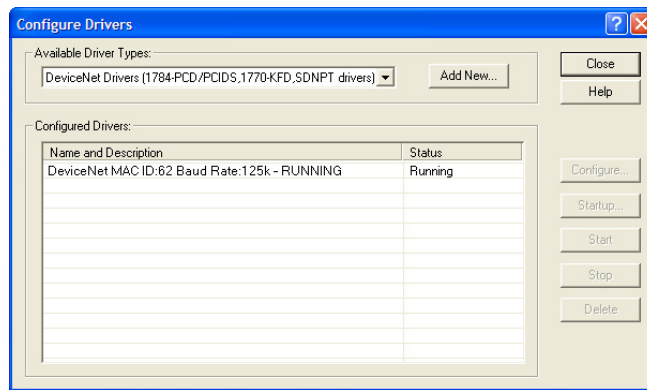 Configure Drivers
Available Driver Types:
DeviceNet Drivers (1784-PCD/PCIDS,1770-KFD,SDNPT drivers)
Add New...
Close
Help
Configured Drivers:
Name and Description
Status
DeviceNet MAC ID:62 Baud Rate:125k - RUNNING
Running
Configure...
Startup...
Start
Stop
Delete